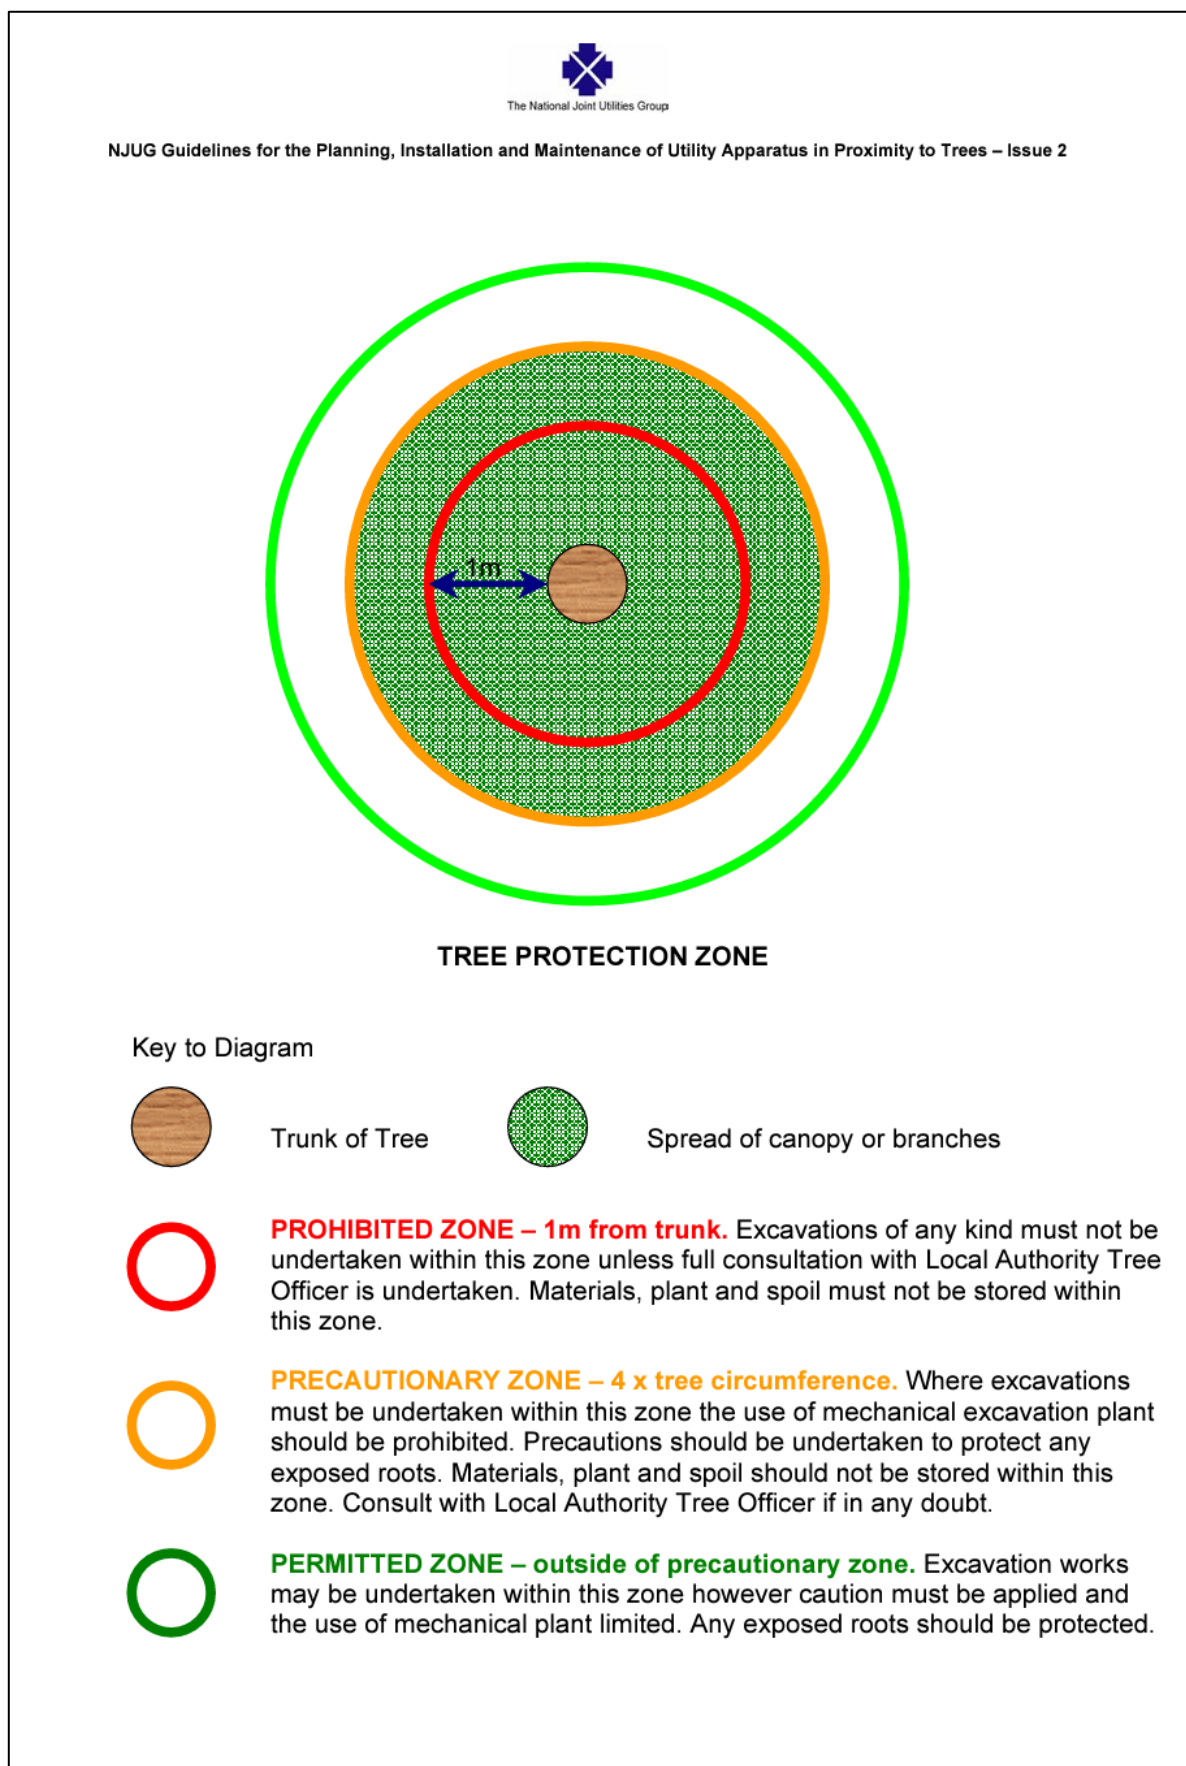 The National Joint Utilities Group
NJUG Guidelines for the Planning, Installation and Maintenance of Utility Apparatus in Proximity to Trees – Issue 2
1m
TREE PROTECTION ZONE
Key to Diagram
Trunk of Tree
Spread of canopy or branches
PROHIBITED ZONE – 1m from trunk. Excavations of any kind must not be
undertaken within this zone unless full consultation with Local Authority Tree
Officer is undertaken. Materials, plant and spoil must not be stored within
this zone.
PRECAUTIONARY ZONE – 4 x tree circumference. Where excavations
must be undertaken within this zone the use of mechanical excavation plant
should be prohibited. Precautions should be undertaken to protect any
exposed roots. Materials, plant and spoil should not be stored within this
zone. Consult with Local Authority Tree Officer if in any doubt.
PERMITTED ZONE – outside of precautionary zone. Excavation works
may be undertaken within this zone however caution must be applied and
the use of mechanical plant limited. Any exposed roots should be protected.